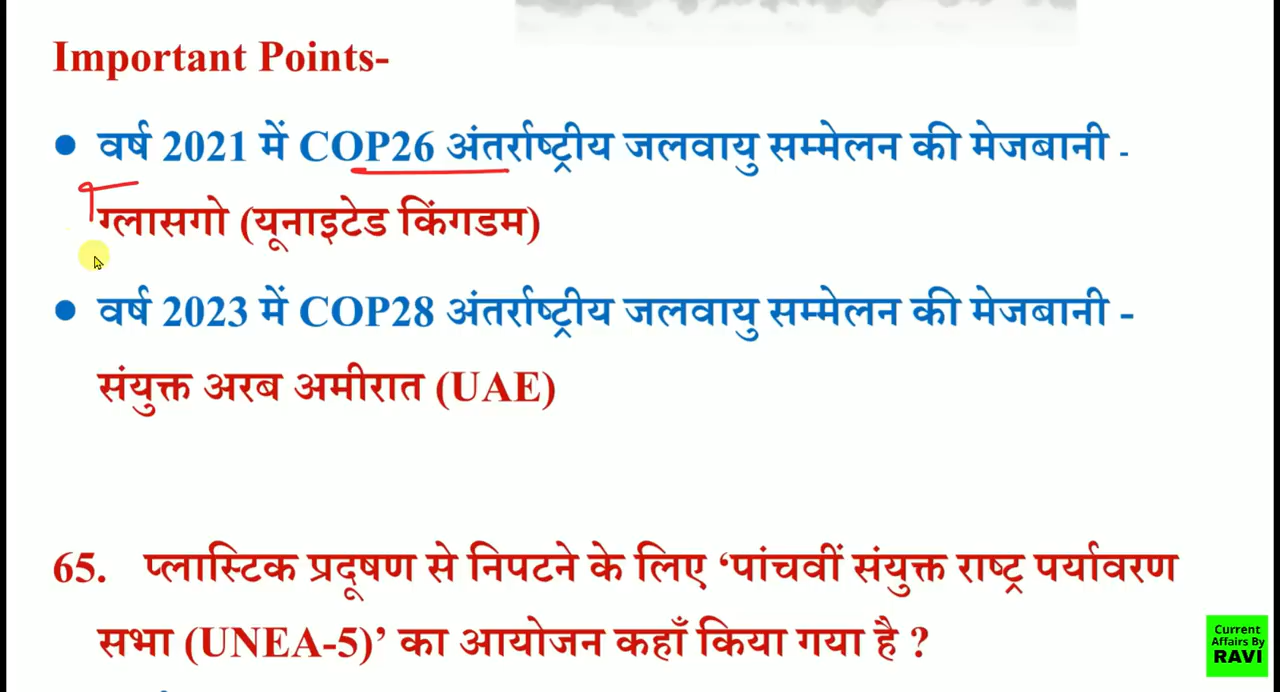 Important Points-
• वर्ष 2021 में COP26 अंतर्राष्ट्रीय जलवायु सम्मेलन की मेजबानी -
ग्लासगो (यूनाइटेड किंगडम)
• वर्ष 2023 में COP28 अंतर्राष्ट्रीय जलवायु सम्मेलन की मेजबानी -
संयुक्त अरब अमीरात (UAE)
65. प्लास्टिक प्रदूषण से निपटने के लिए ‘पांचवीं संयुक्त राष्ट्र पर्यावरण
सभा (UNEA-5)’ का आयोजन कहाँ किया गया है ?
Current
Affairs By
RAVI